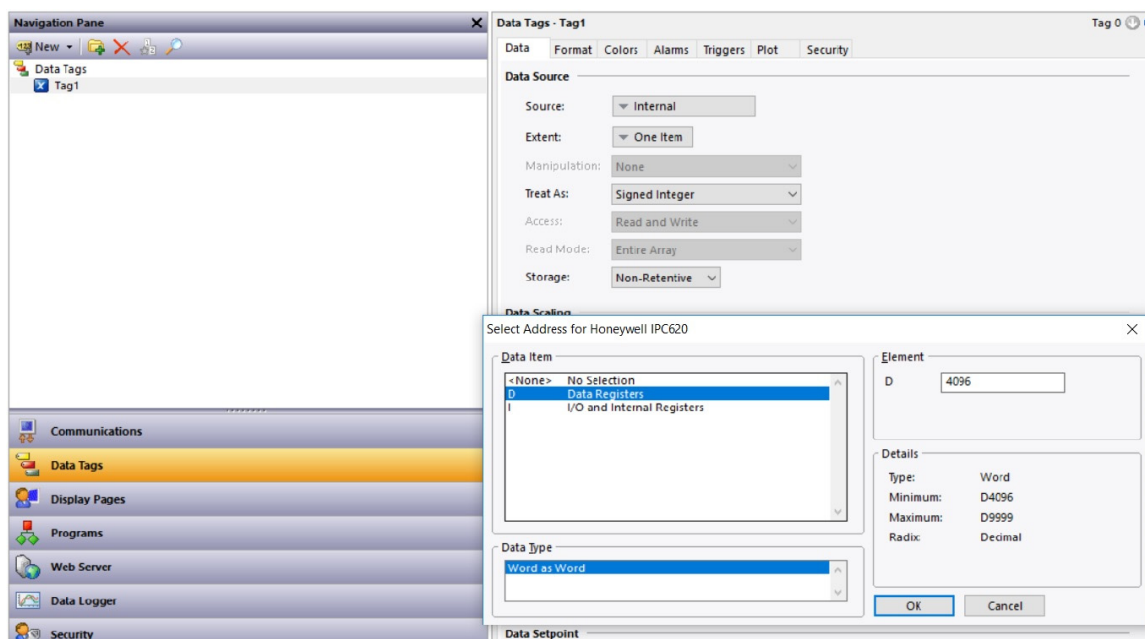 Navigation Pane
New
Data Tags
Tag1
Communications
Data Tags
Display Pages
Programs
Web Server
Data Logger
Security
Data Tags - Tag1
Tag 0
Data Format Colors Alarms Triggers Plot Security
Data Source
Source: Internal
Extent: One Item
Manipulation: None
Treat As: Signed Integer
Access: Read and Write
Read Mode: Entire Array
Storage: Non-Retentive
Data Scaling
Select Address for Honeywell IPC620
Data Item
<None> No Selection
D Data Registers
I I/O and Internal Registers
Data Type
Word as Word
Element
D 4096
Details
Type: Word
Minimum: D4096
Maximum: D9999
Radix: Decimal
OK Cancel
Data Setpoint